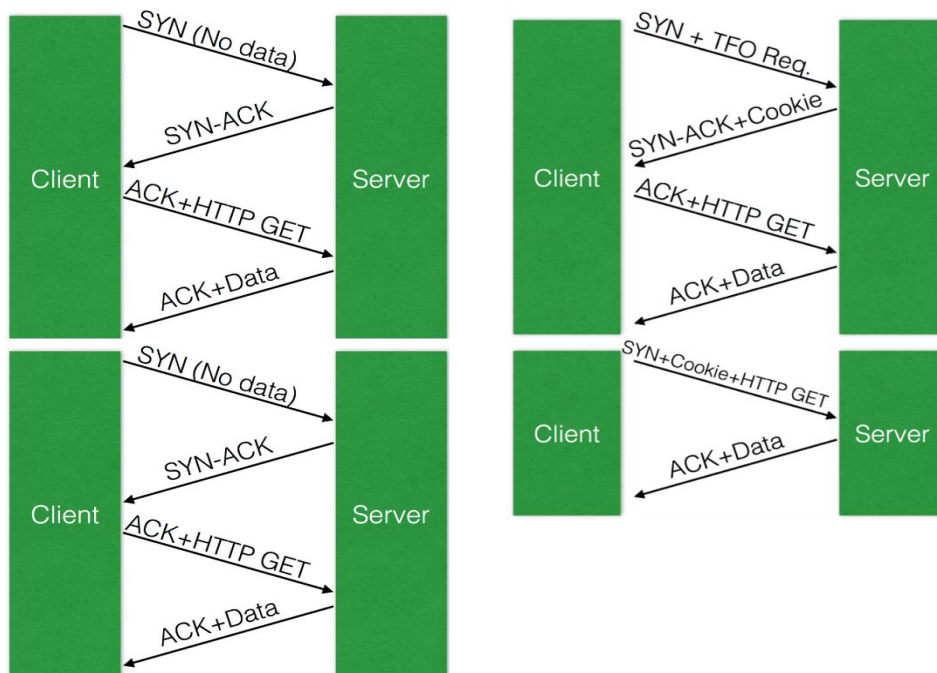 SYN (No data)
SYN-ACK
Client
Server
ACK+HTTP GET
ACK+Data
SYN (No data)
SYN-ACK
Client
Server
ACK+HTTP GET
ACK+Data
SYN + TFO Req.
SYN-ACK+Cookie
Client
Server
ACK+HTTP GET
ACK+Data
SYN+Cookie+HTTP GET
Client
Server
ACK+Data